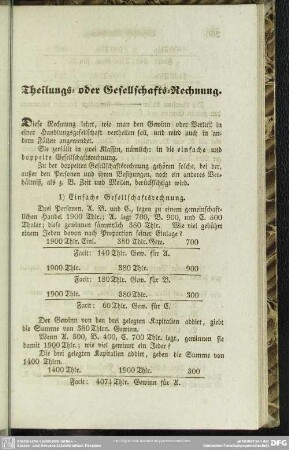 Theilungs- oder Gesellschafts-Rechnung.
Diese Rechnung lehrt, wie man den Gewinn oder Verlust in
einer Handlungsgesellschaft vertheilen soll, und wird auch in an-
dern Fällen angewendet.
Sie zerfällt in zwei Klassen, nämlich: in die einfache und
doppelte Gesellschaftsrechnung.
Zu der doppelten Gesellschaftsrechnung gehören solche, bei der,
außer den Personen und ihren Besitzungen, noch ein anderes Ver-
hältniß, als z. B. Zeit und Meilen, berücksichtigt wird.
1) Einfache Gesellschaftsrechnung.
Drei Personen, A. B. und C., legen zu einem gemeinschaft-
lichen Handel 1900 Thlr.; A. legt 700, B. 900, und C. 300
Thaler; diese gewinnen sämmtlich 380 Thlr. Wie viel gebührt
einem Jeden davon nach Proportion seiner Einlage?
1900 Thlr. Einl. 380 Thlr. Gew. 700
Facit: 140 Thlr. Gew. für A.
1900 Thlr. 380 Thlr. 900
Facit: 180 Thlr. Gew. für B.
1900 Thlr. 380 Thlr. 300
Facit: 60 Thlr. Gew. für C.
Der Gewinn von den drei gelegten Kapitalien addirt, giebt
die Summe von 380 Thlrn. Gewinn.
Wenn A. 300, B. 400, C. 700 Thlr. legt, gewinnen sie
damit 1900 Thlr.; wie viel gewinnt ein Jeder?
Die drei gelegten Kapitalien addirt, geben die Summe von
1400 Thlrn.
1400 Thlr. 1900 Thlr. 300
Facit: 407¼ Thlr. Gewinn für A.
DFG